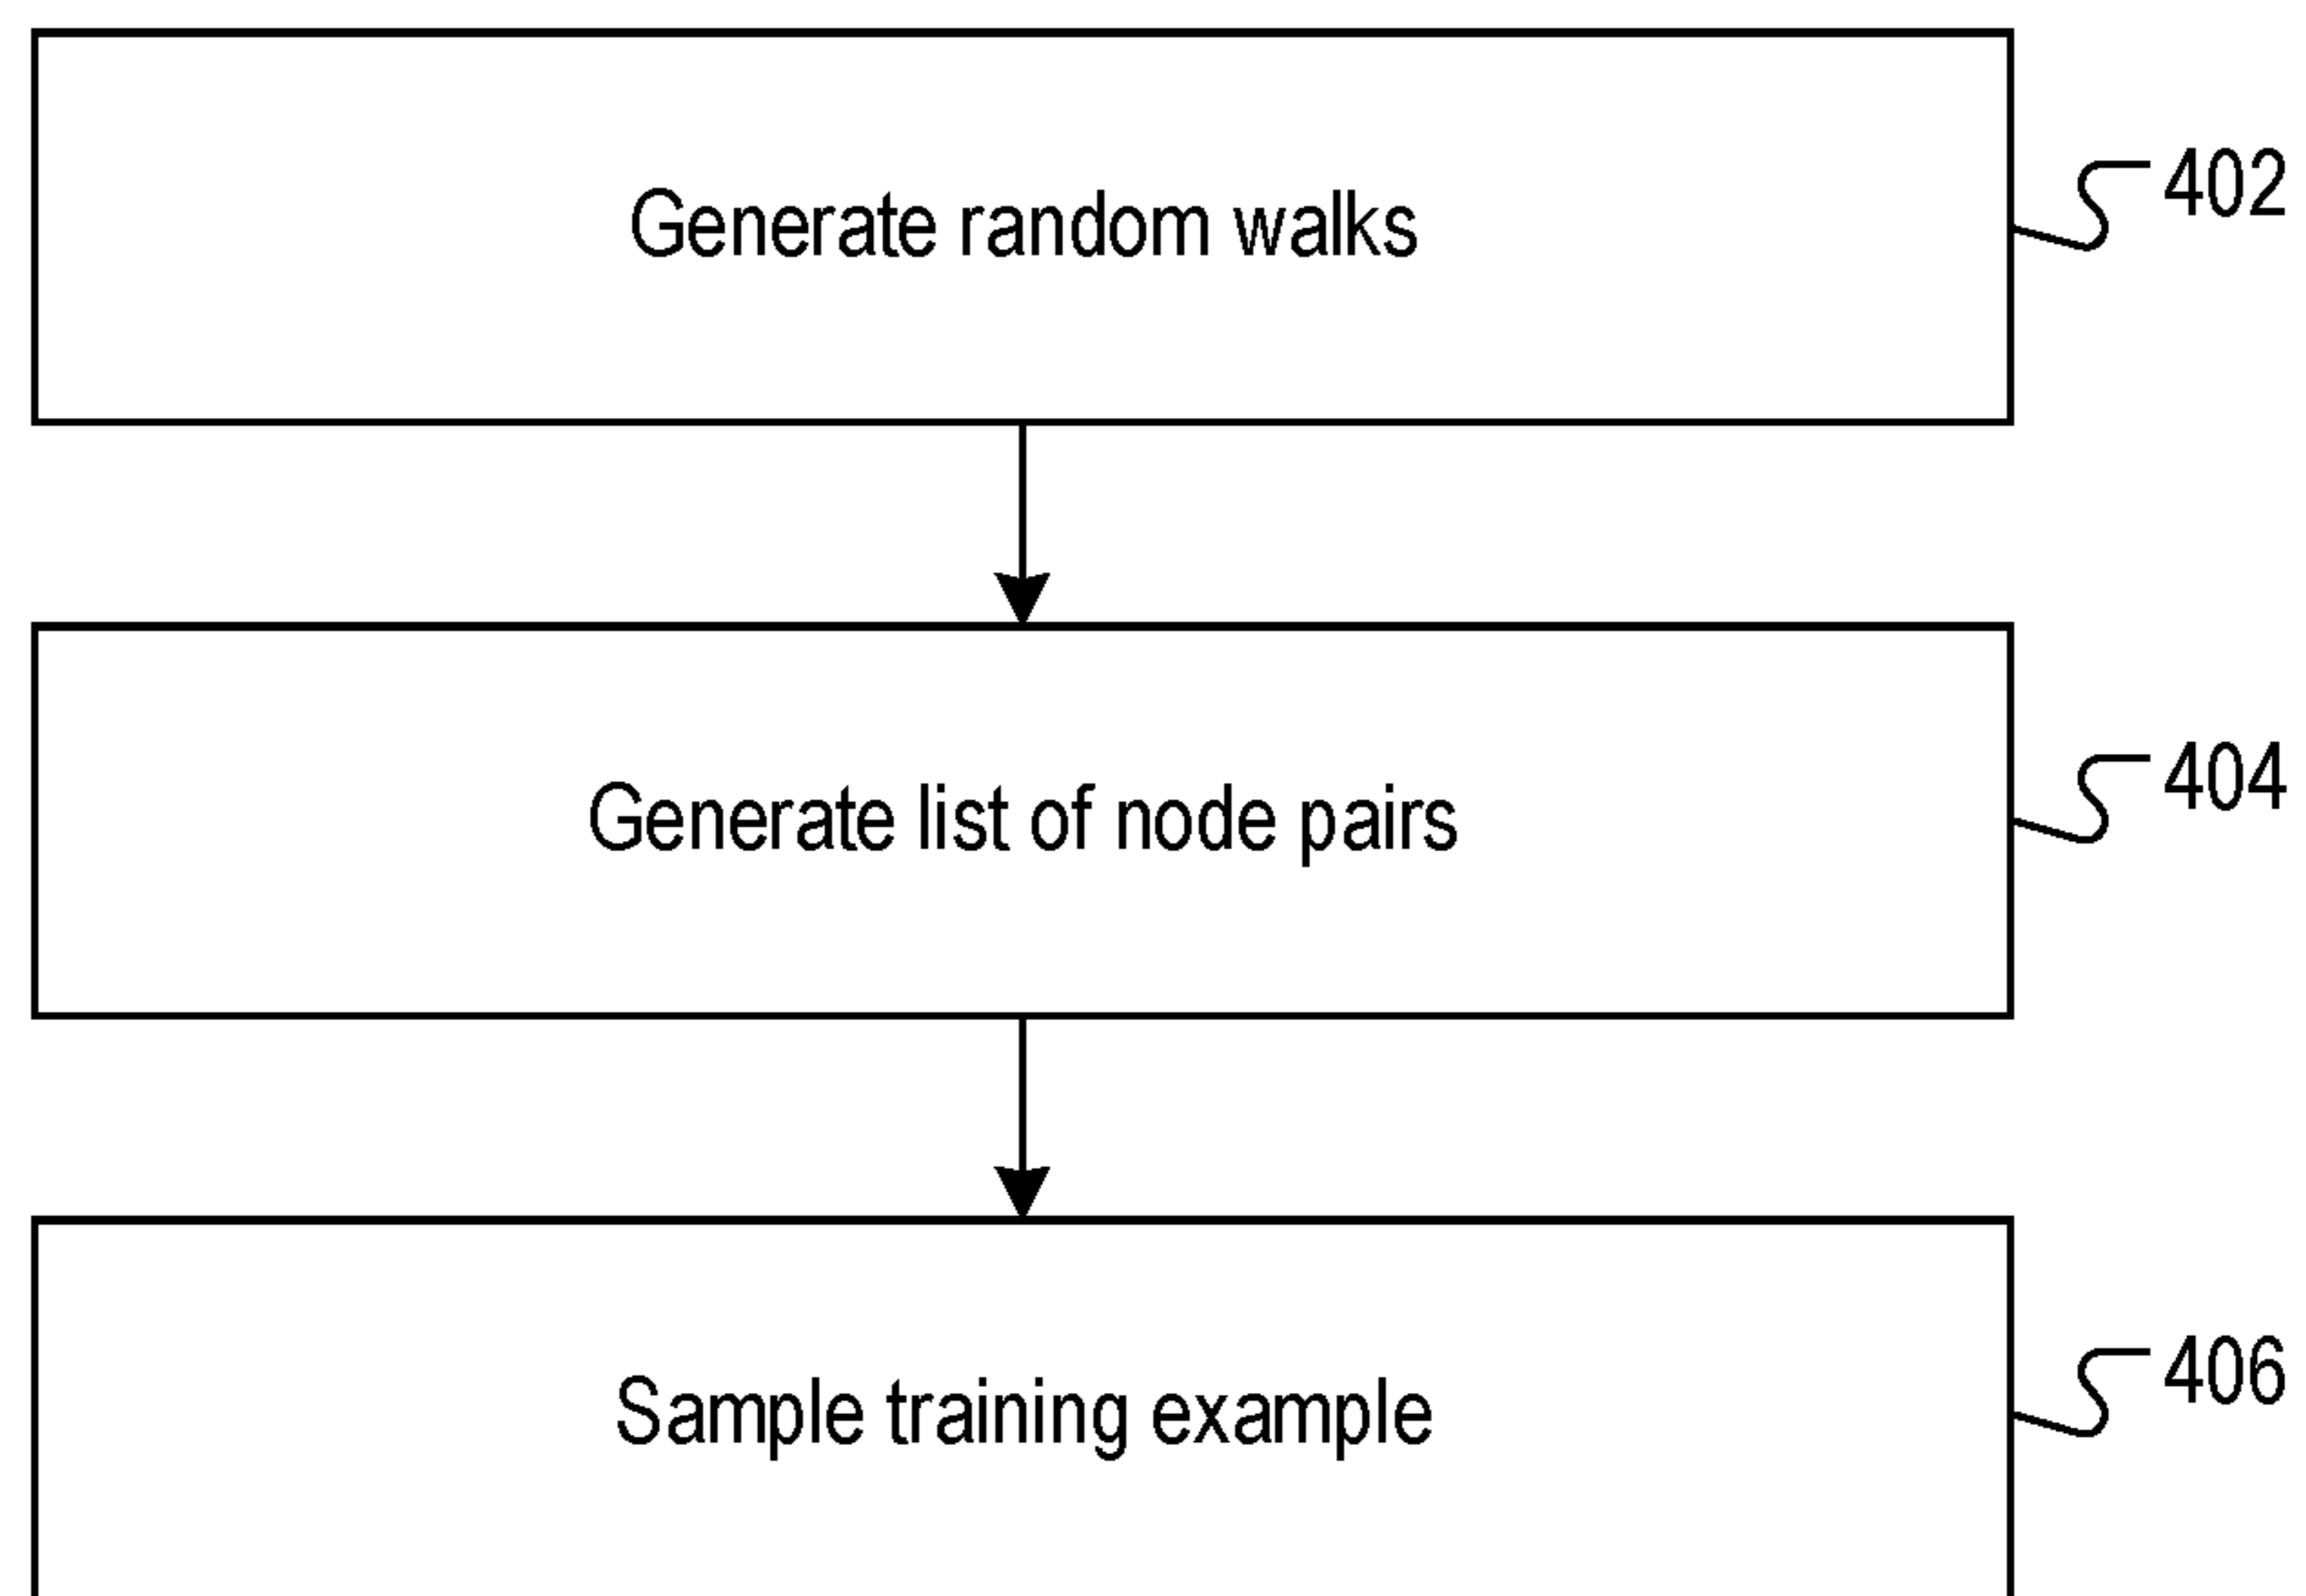 Generate random walks
402
Generate list of node pairs
404
Sample training example
406